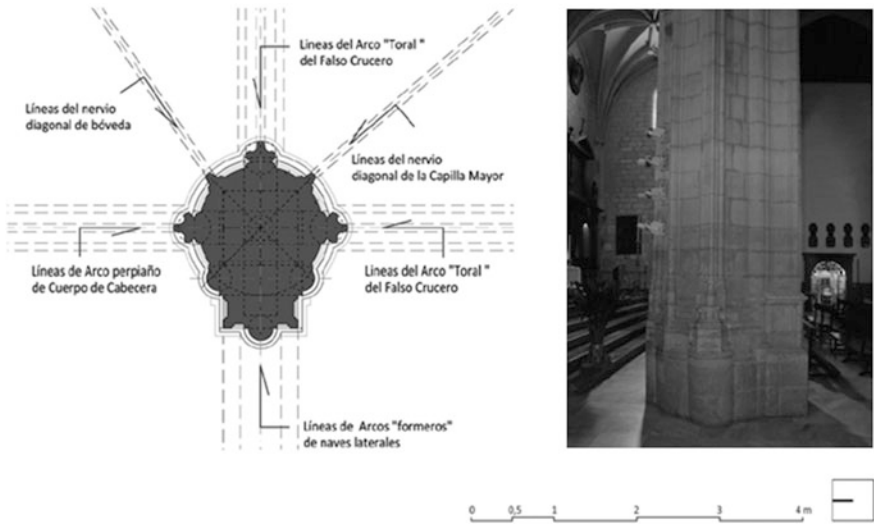 Líneas del Arco "Toral"
del Falso Crucero
Líneas del nervio
diagonal de bóveda
Líneas del nervio
diagonal de la Capilla Mayor
Líneas de Arco perpiaño
de Cuerpo de Cabecera
Líneas del Arco "Toral"
del Falso Crucero
Líneas de Arcos "formeros"
de naves laterales
0 0,5 1 2 3 4 m